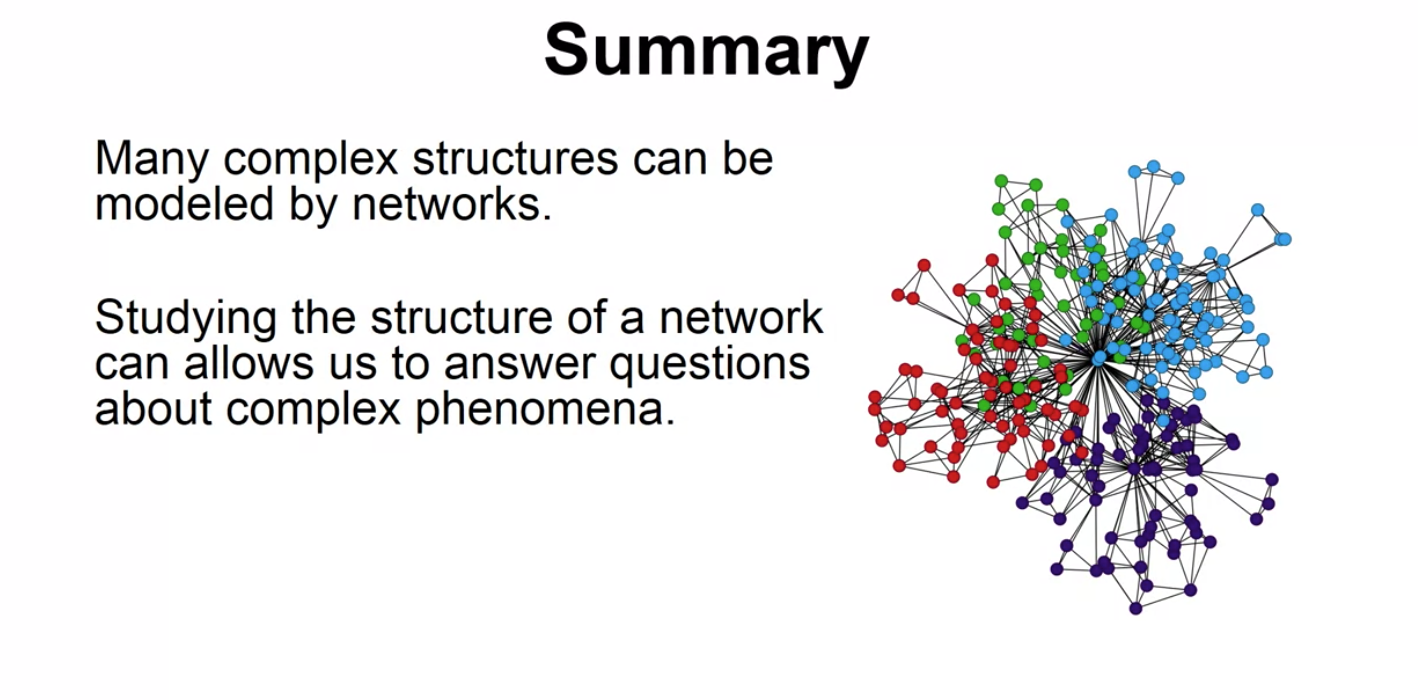 Summary
Many complex structures can be
modeled by networks.
Studying the structure of a network
can allows us to answer questions
about complex phenomena.